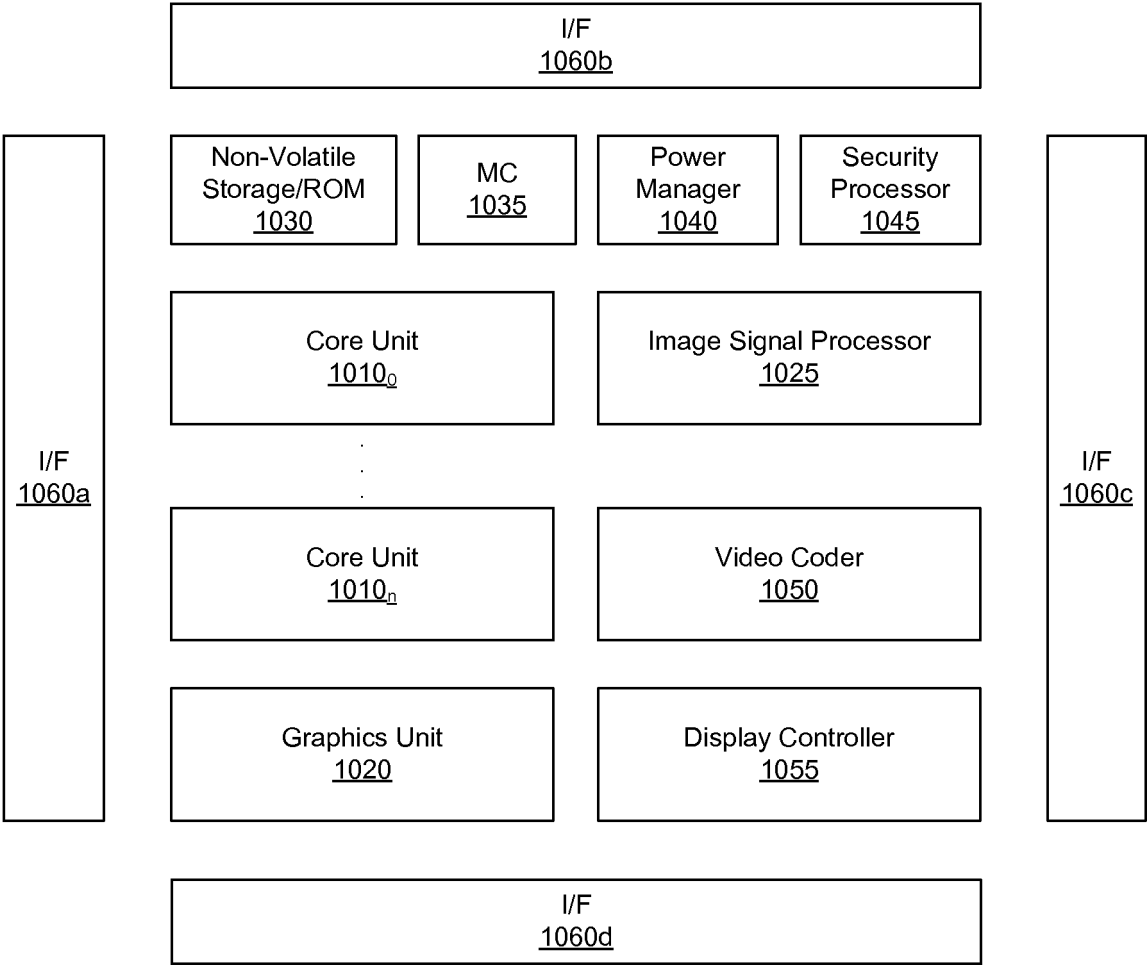 I/F
1060b
Non-Volatile
Storage/ROM
1030
MC
1035
Power
Manager
1040
Security
Processor
1045
I/F
1060a
Core Unit
1010₀
Image Signal Processor
1025
.
.
.
Core Unit
1010ₙ
Video Coder
1050
Graphics Unit
1020
Display Controller
1055
I/F
1060c
I/F
1060d